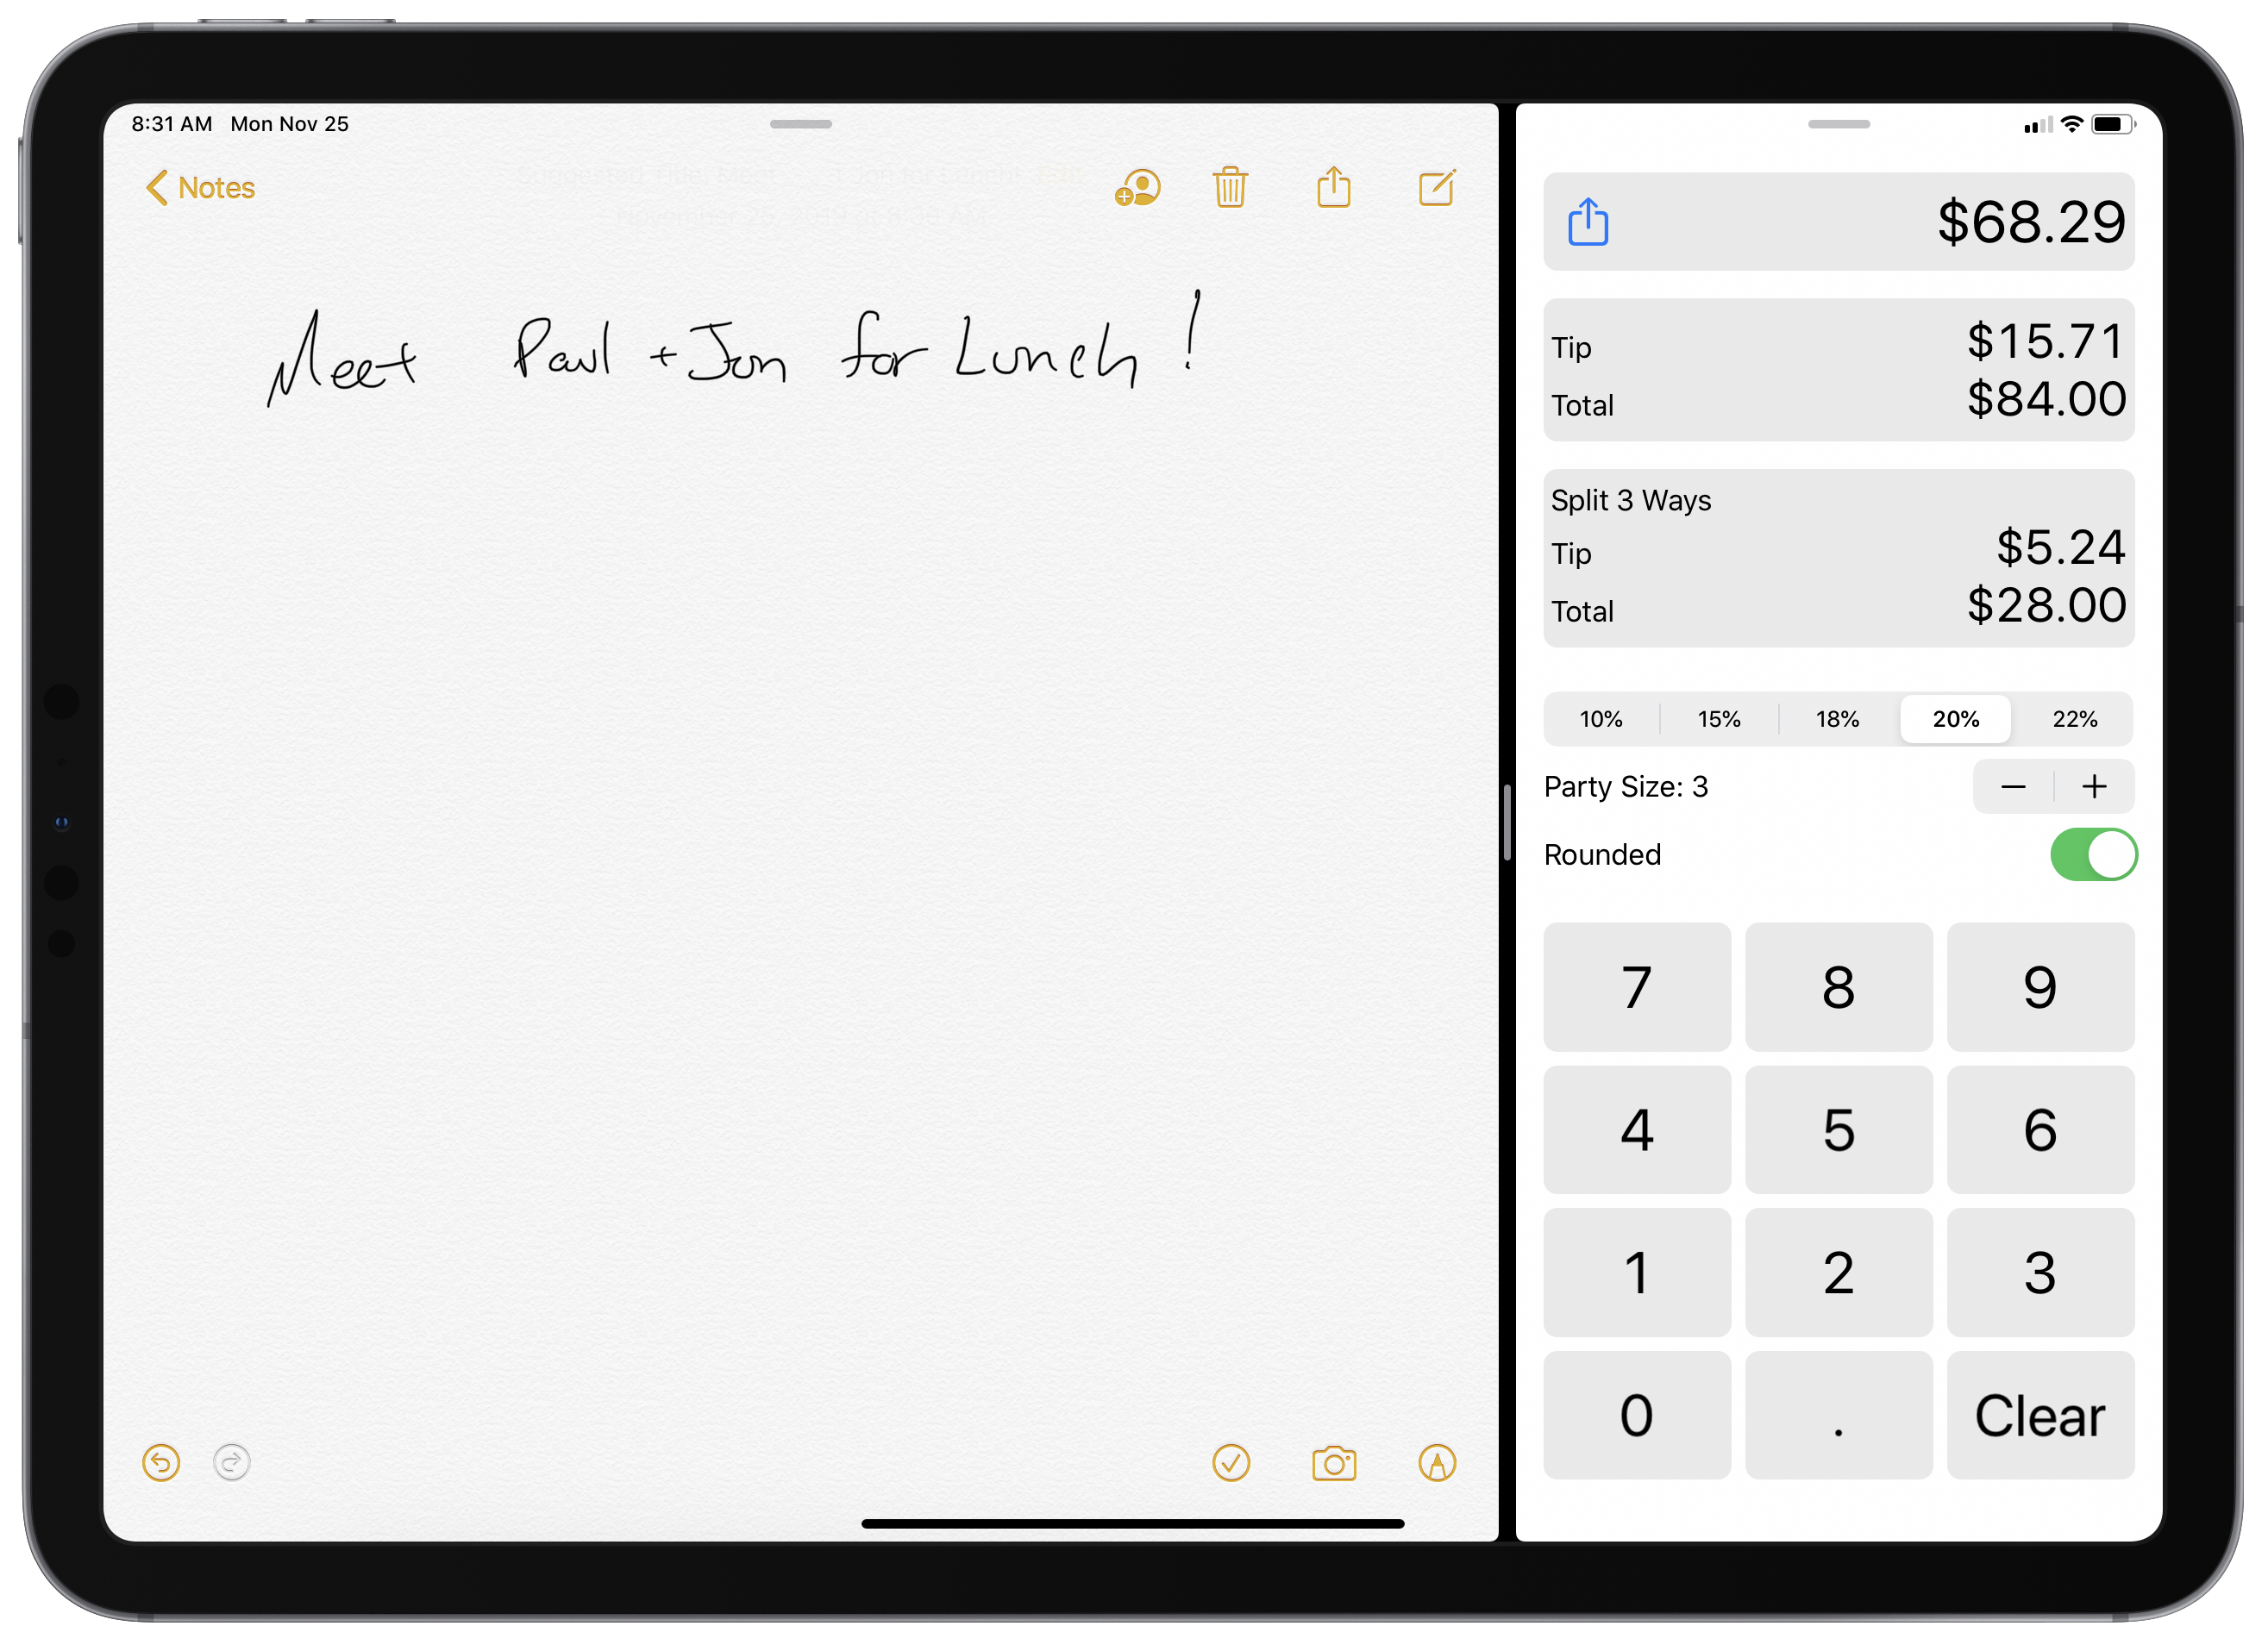 8:31 AM Mon Nov 25
Notes
Meet Paul + Jon for Lunch!
$68.29
Tip $15.71
Total $84.00
Split 3 Ways
Tip $5.24
Total $28.00
10% 15% 18% 20% 22%
Party Size: 3 − +
Rounded
7 8 9
4 5 6
1 2 3
0 . Clear